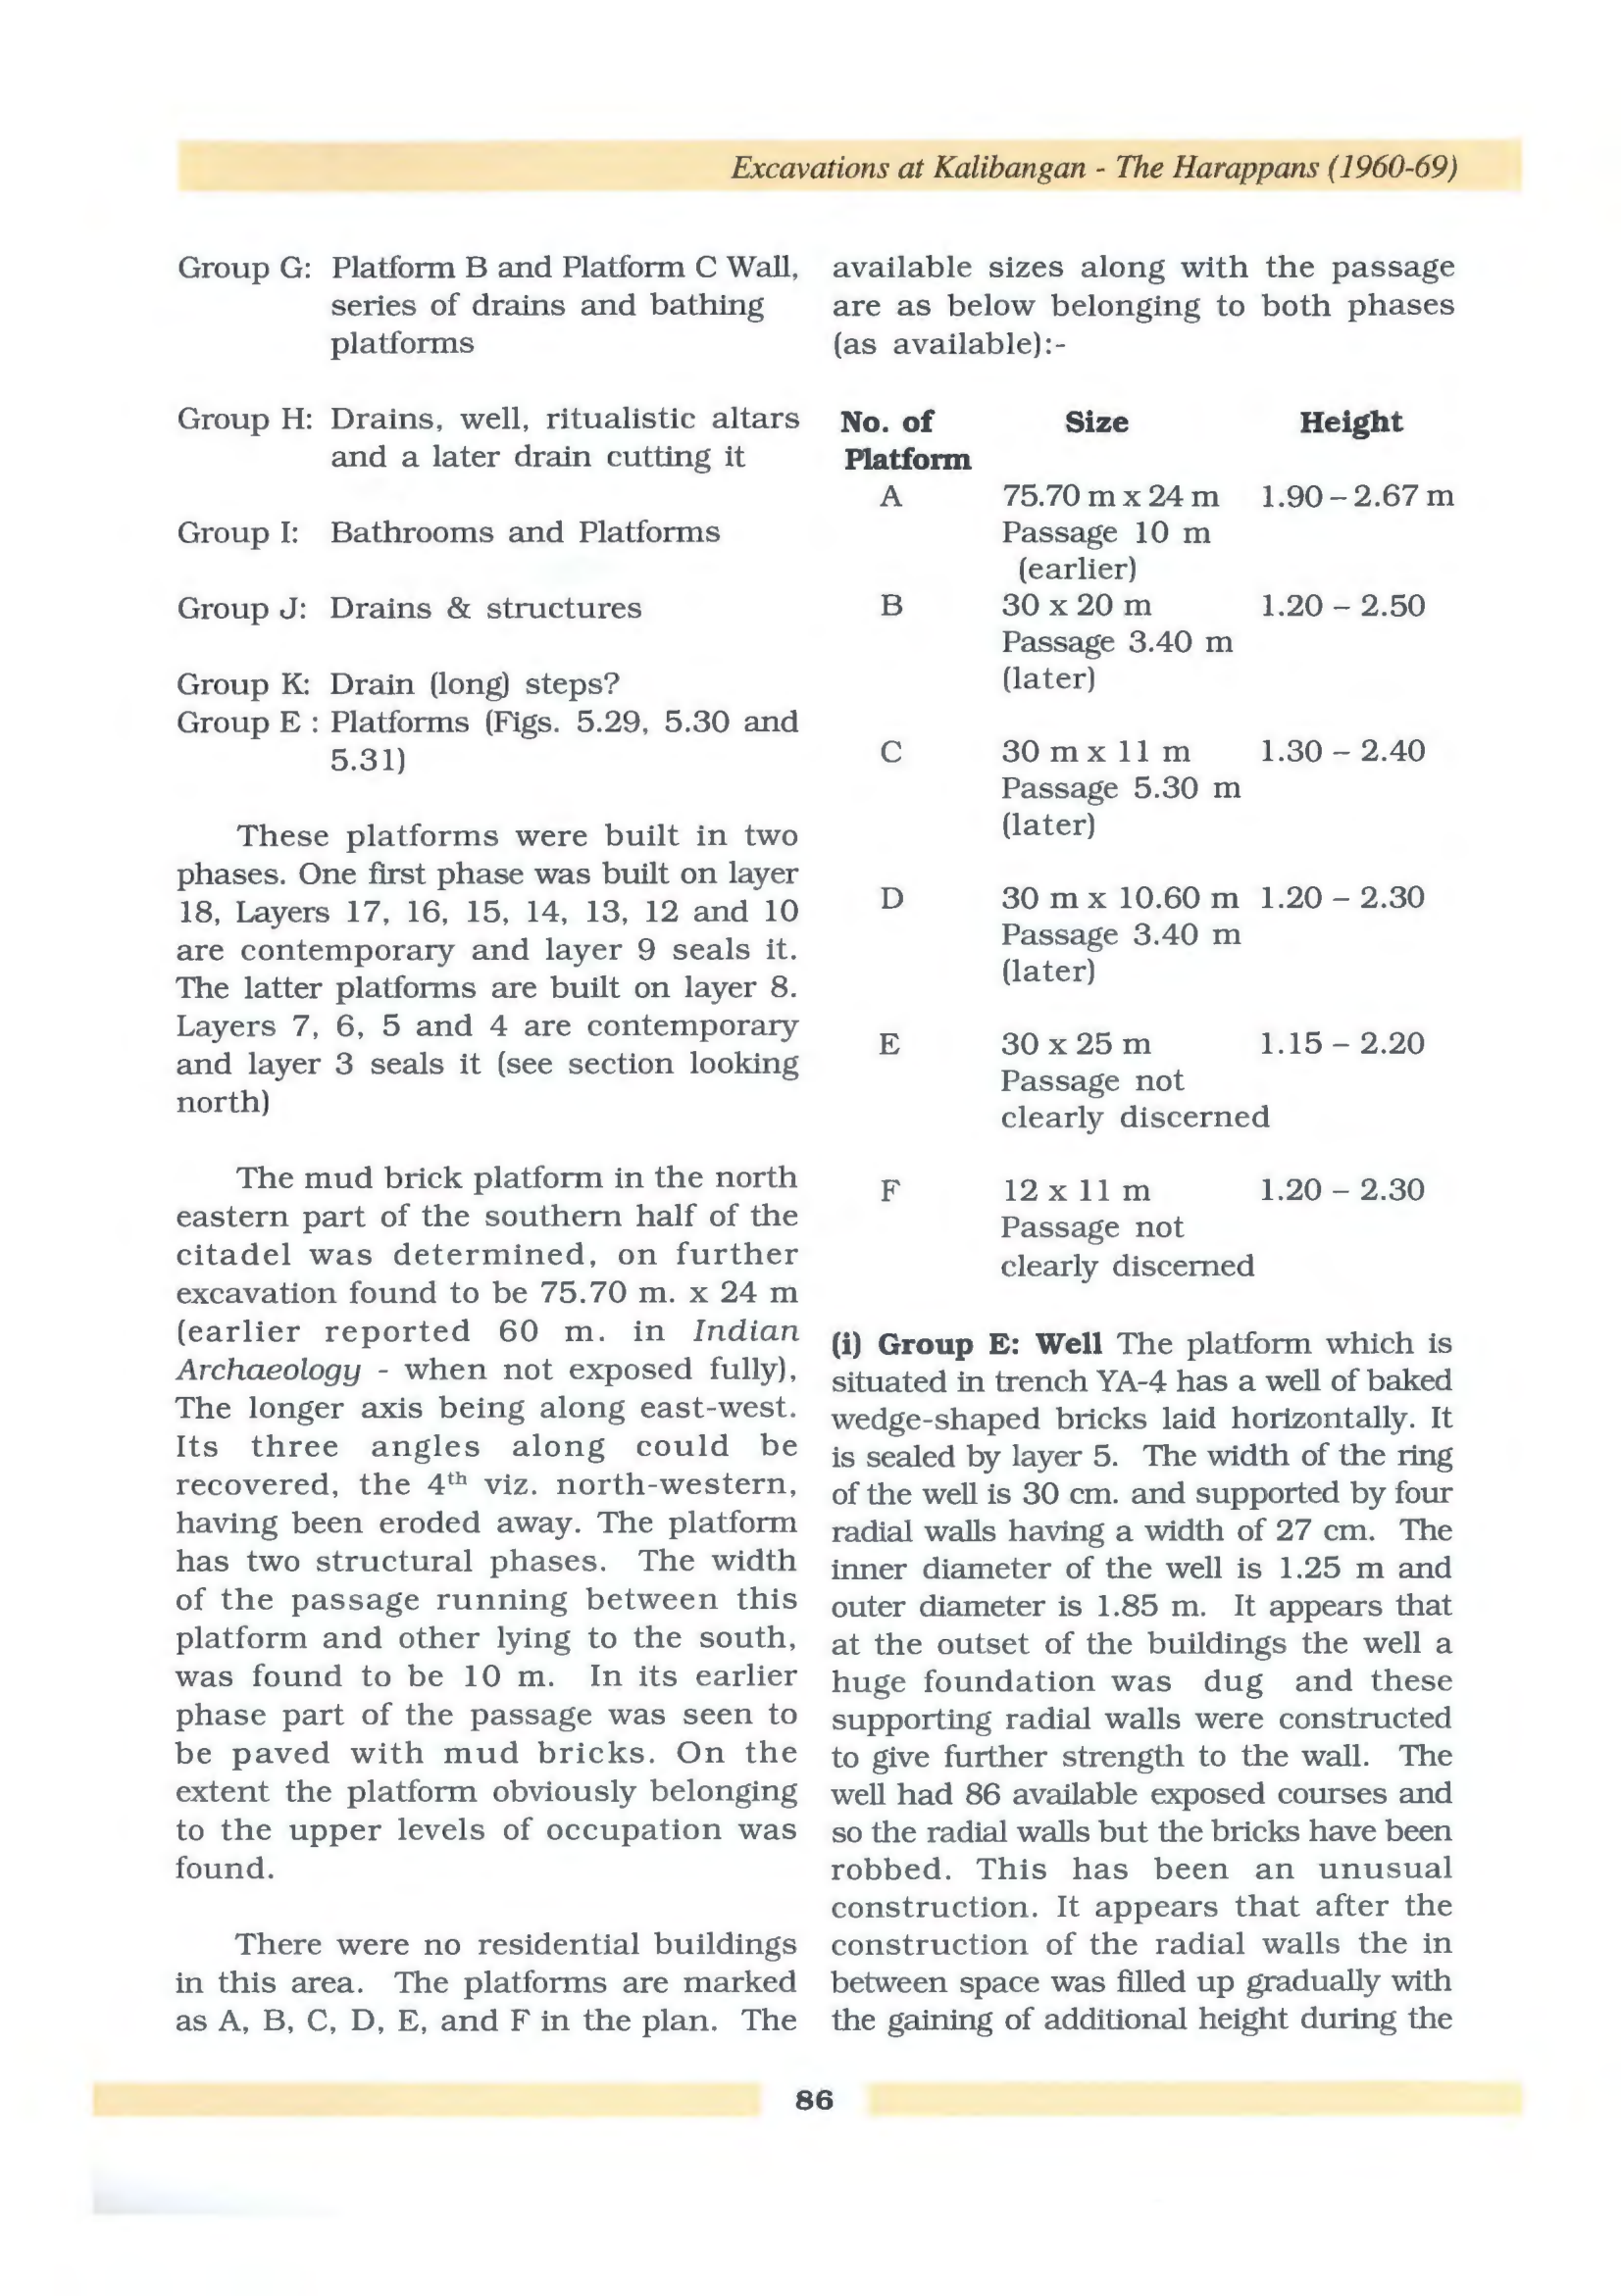 Excavations at Kalibangan - The Harappans (1960-69)
Group G: Platform B and Platform C Wall,
series of drains and bathing
platforms
Group H: Drains, well, ritualistic altars
and a later drain cutting it
Group I: Bathrooms and Platforms
Group J: Drains & structures
Group K: Drain (long) steps?
Group E : Platforms (Figs. 5.29, 5.30 and
5.31)
These platforms were built in two
phases. One first phase was built on layer
18, Layers 17, 16, 15, 14, 13, 12 and 10
are contemporary and layer 9 seals it.
The latter platforms are built on layer 8.
Layers 7, 6, 5 and 4 are contemporary
and layer 3 seals it (see section looking
north)
The mud brick platform in the north
eastern part of the southern half of the
citadel was determined, on further
excavation found to be 75.70 m. x 24 m
(earlier reported 60 m. in Indian
Archaeology - when not exposed fully),
The longer axis being along east-west.
Its three angles along could be
recovered, the 4th viz. north-western,
having been eroded away. The platform
has two structural phases. The width
of the passage running between this
platform and other lying to the south,
was found to be 10 m. In its earlier
phase part of the passage was seen to
be paved with mud bricks. On the
extent the platform obviously belonging
to the upper levels of occupation was
found.
There were no residential buildings
in this area. The platforms are marked
as A, B, C, D, E, and F in the plan. The
available sizes along with the passage
are as below belonging to both phases
(as available):-
No. of Size Height
Platform
A 75.70 m x 24 m 1.90 – 2.67 m
Passage 10 m
(earlier)
B 30 x 20 m 1.20 – 2.50
Passage 3.40 m
(later)
C 30 m x 11 m 1.30 – 2.40
Passage 5.30 m
(later)
D 30 m x 10.60 m 1.20 – 2.30
Passage 3.40 m
(later)
E 30 x 25 m 1.15 – 2.20
Passage not
clearly discerned
F 12 x 11 m 1.20 – 2.30
Passage not
clearly discerned
(i) Group E: Well The platform which is
situated in trench YA-4 has a well of baked
wedge-shaped bricks laid horizontally. It
is sealed by layer 5. The width of the ring
of the well is 30 cm. and supported by four
radial walls having a width of 27 cm. The
inner diameter of the well is 1.25 m and
outer diameter is 1.85 m. It appears that
at the outset of the buildings the well a
huge foundation was dug and these
supporting radial walls were constructed
to give further strength to the wall. The
well had 86 available exposed courses and
so the radial walls but the bricks have been
robbed. This has been an unusual
construction. It appears that after the
construction of the radial walls the in
between space was filled up gradually with
the gaining of additional height during the
86